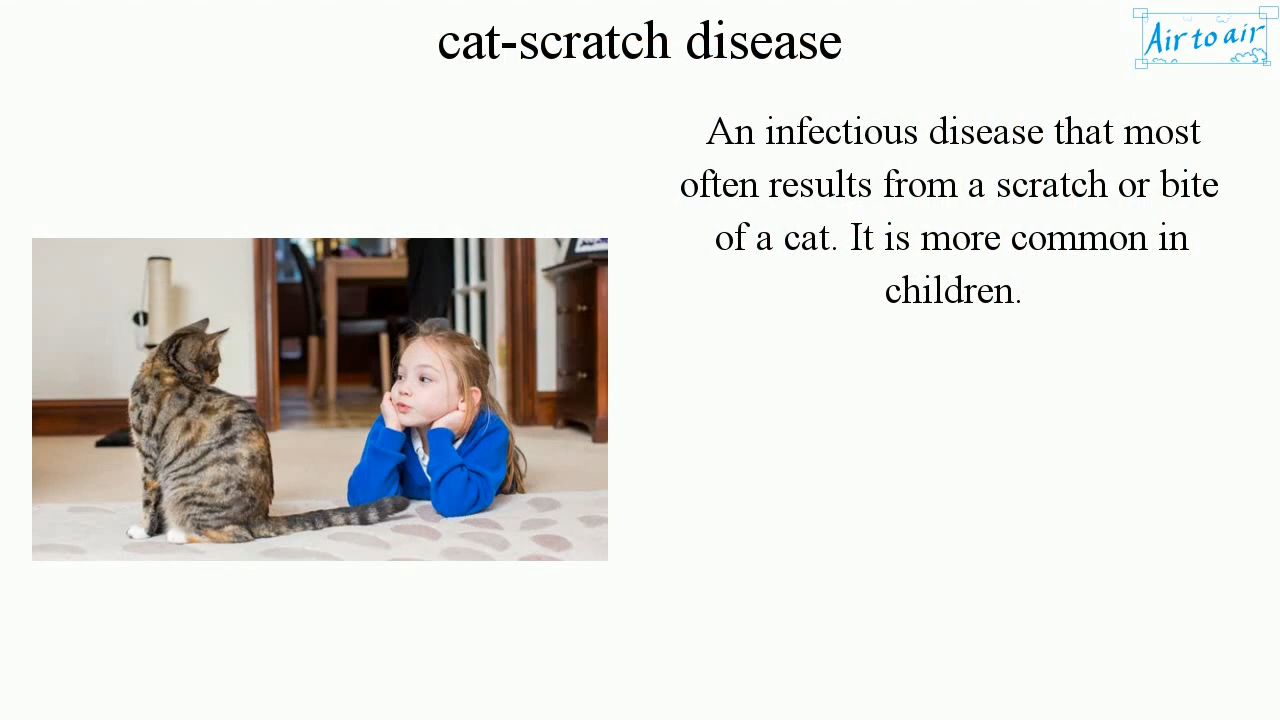 cat-scratch disease
Air to air
An infectious disease that most
often results from a scratch or bite
of a cat. It is more common in
children.